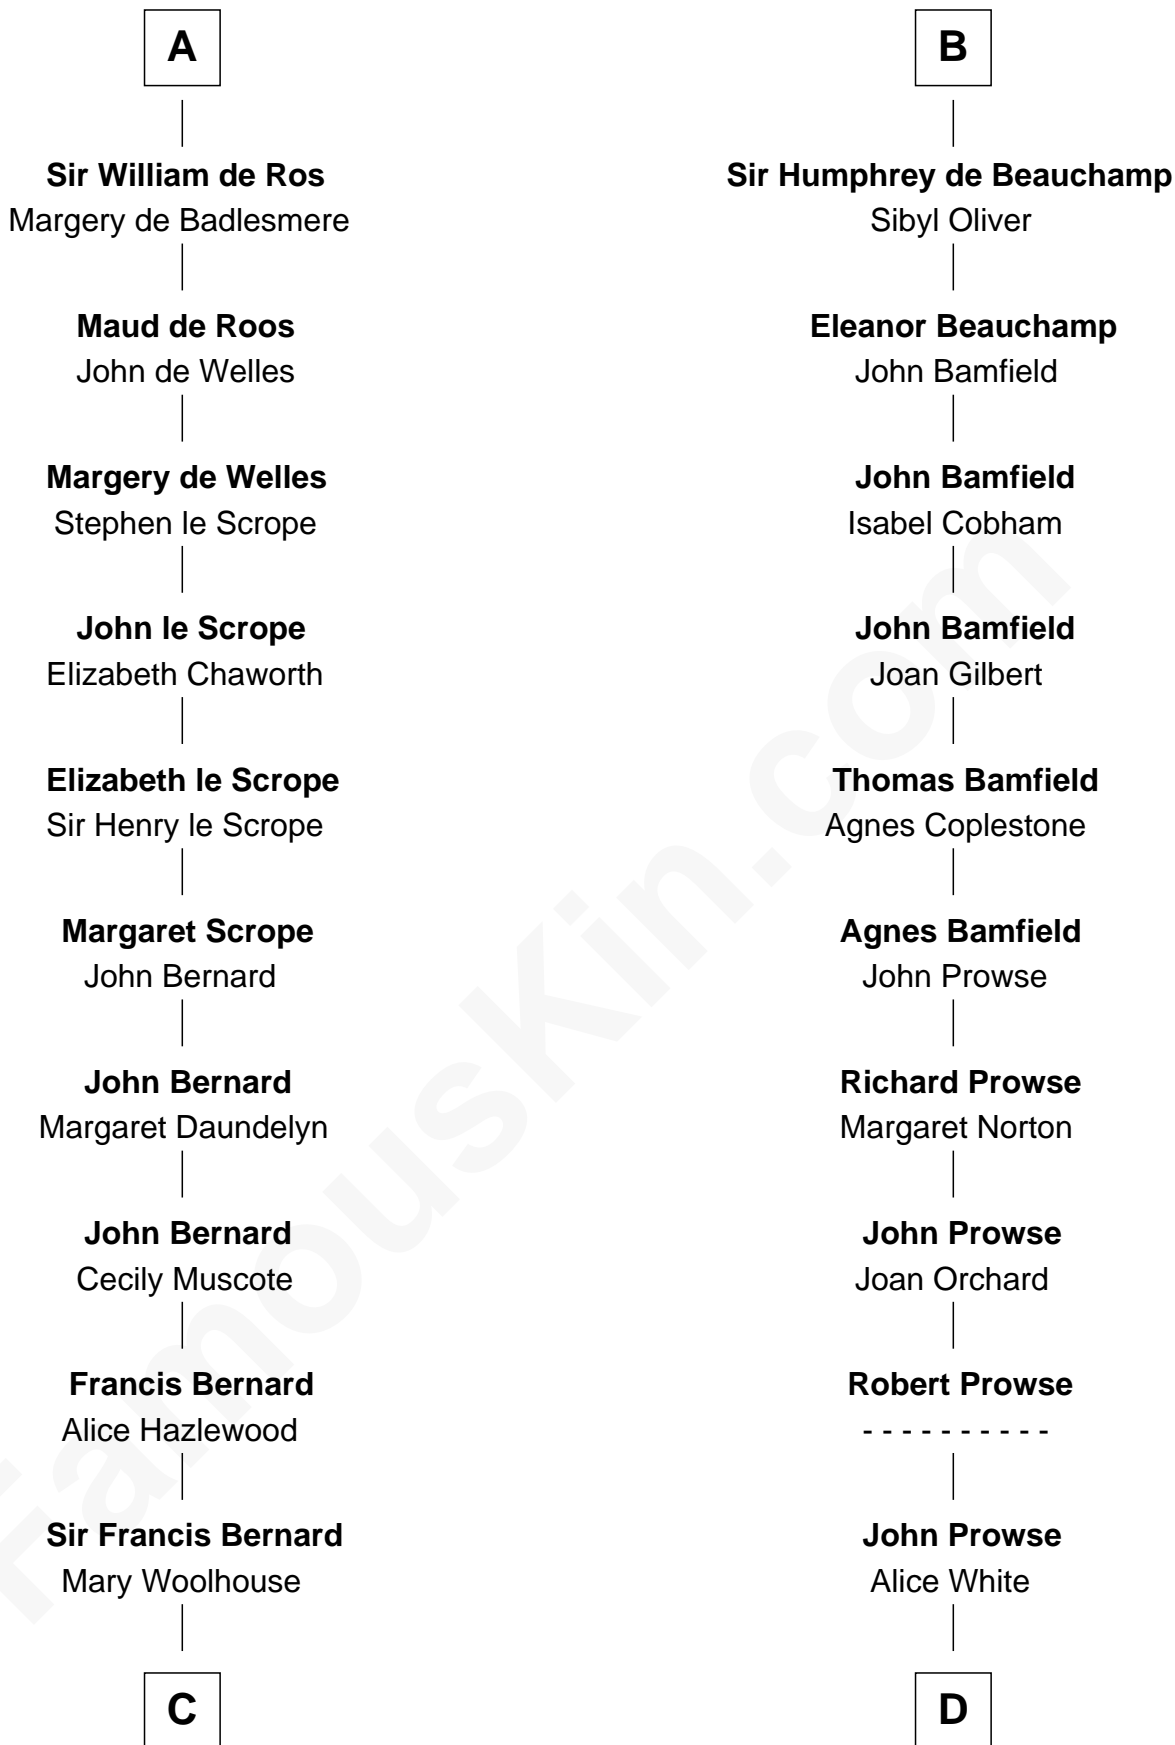 A
Sir William de Ros
Margery de Badlesmere
Maud de Roos
John de Welles
Margery de Welles
Stephen le Scrope
John le Scrope
Elizabeth Chaworth
Elizabeth le Scrope
Sir Henry le Scrope
Margaret Scrope
John Bernard
John Bernard
Margaret Daundelyn
John Bernard
Cecily Muscote
Francis Bernard
Alice Hazlewood
Sir Francis Bernard
Mary Woolhouse
C
B
Sir Humphrey de Beauchamp
Sibyl Oliver
Eleanor Beauchamp
John Bamfield
John Bamfield
Isabel Cobham
John Bamfield
Joan Gilbert
Thomas Bamfield
Agnes Coplestone
Agnes Bamfield
John Prowse
Richard Prowse
Margaret Norton
John Prowse
Joan Orchard
Robert Prowse
- - - - - - - - - -
John Prowse
Alice White
D
FamousKin.com